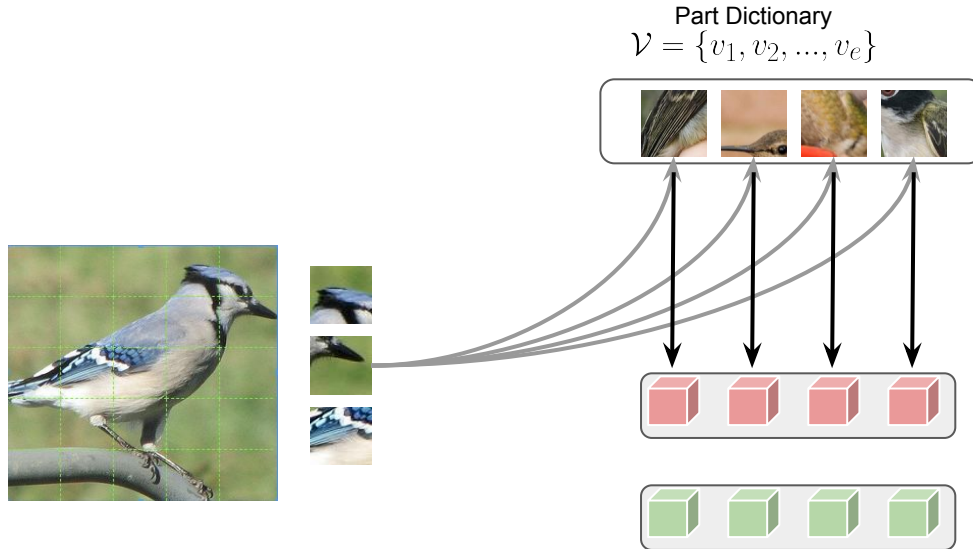 Part Dictionary
𝒱 = {v₁, v₂, ..., vₑ}